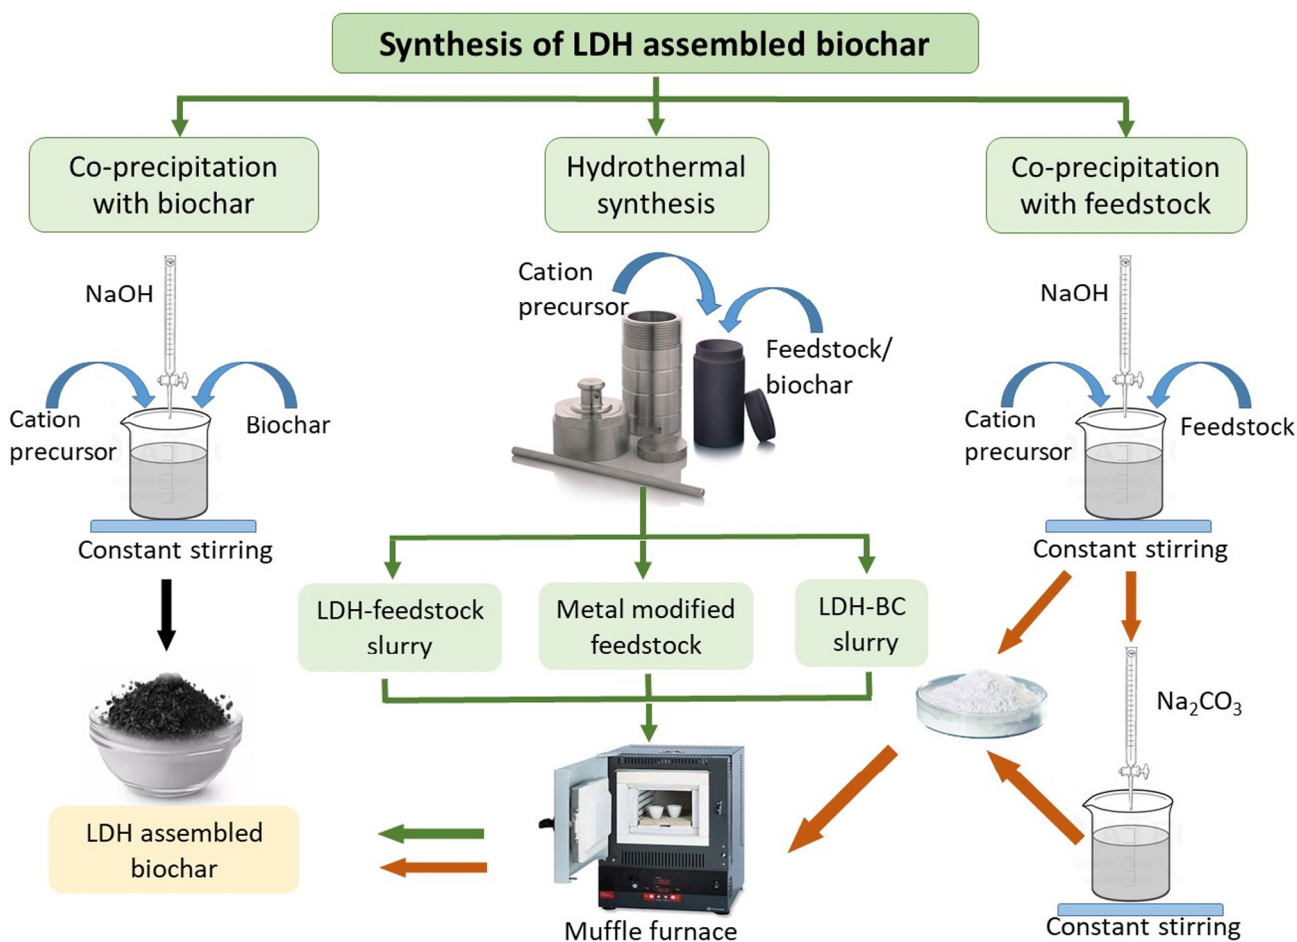 Synthesis of LDH assembled biochar
Co-precipitation
with biochar
Hydrothermal
synthesis
Co-precipitation
with feedstock
NaOH
Cation
precursor
Biochar
Constant stirring
Cation
precursor
Feedstock/
biochar
NaOH
Cation
precursor
Feedstock
Constant stirring
LDH-feedstock
slurry
Metal modified
feedstock
LDH-BC
slurry
Na₂CO₃
Constant stirring
Muffle furnace
LDH assembled
biochar